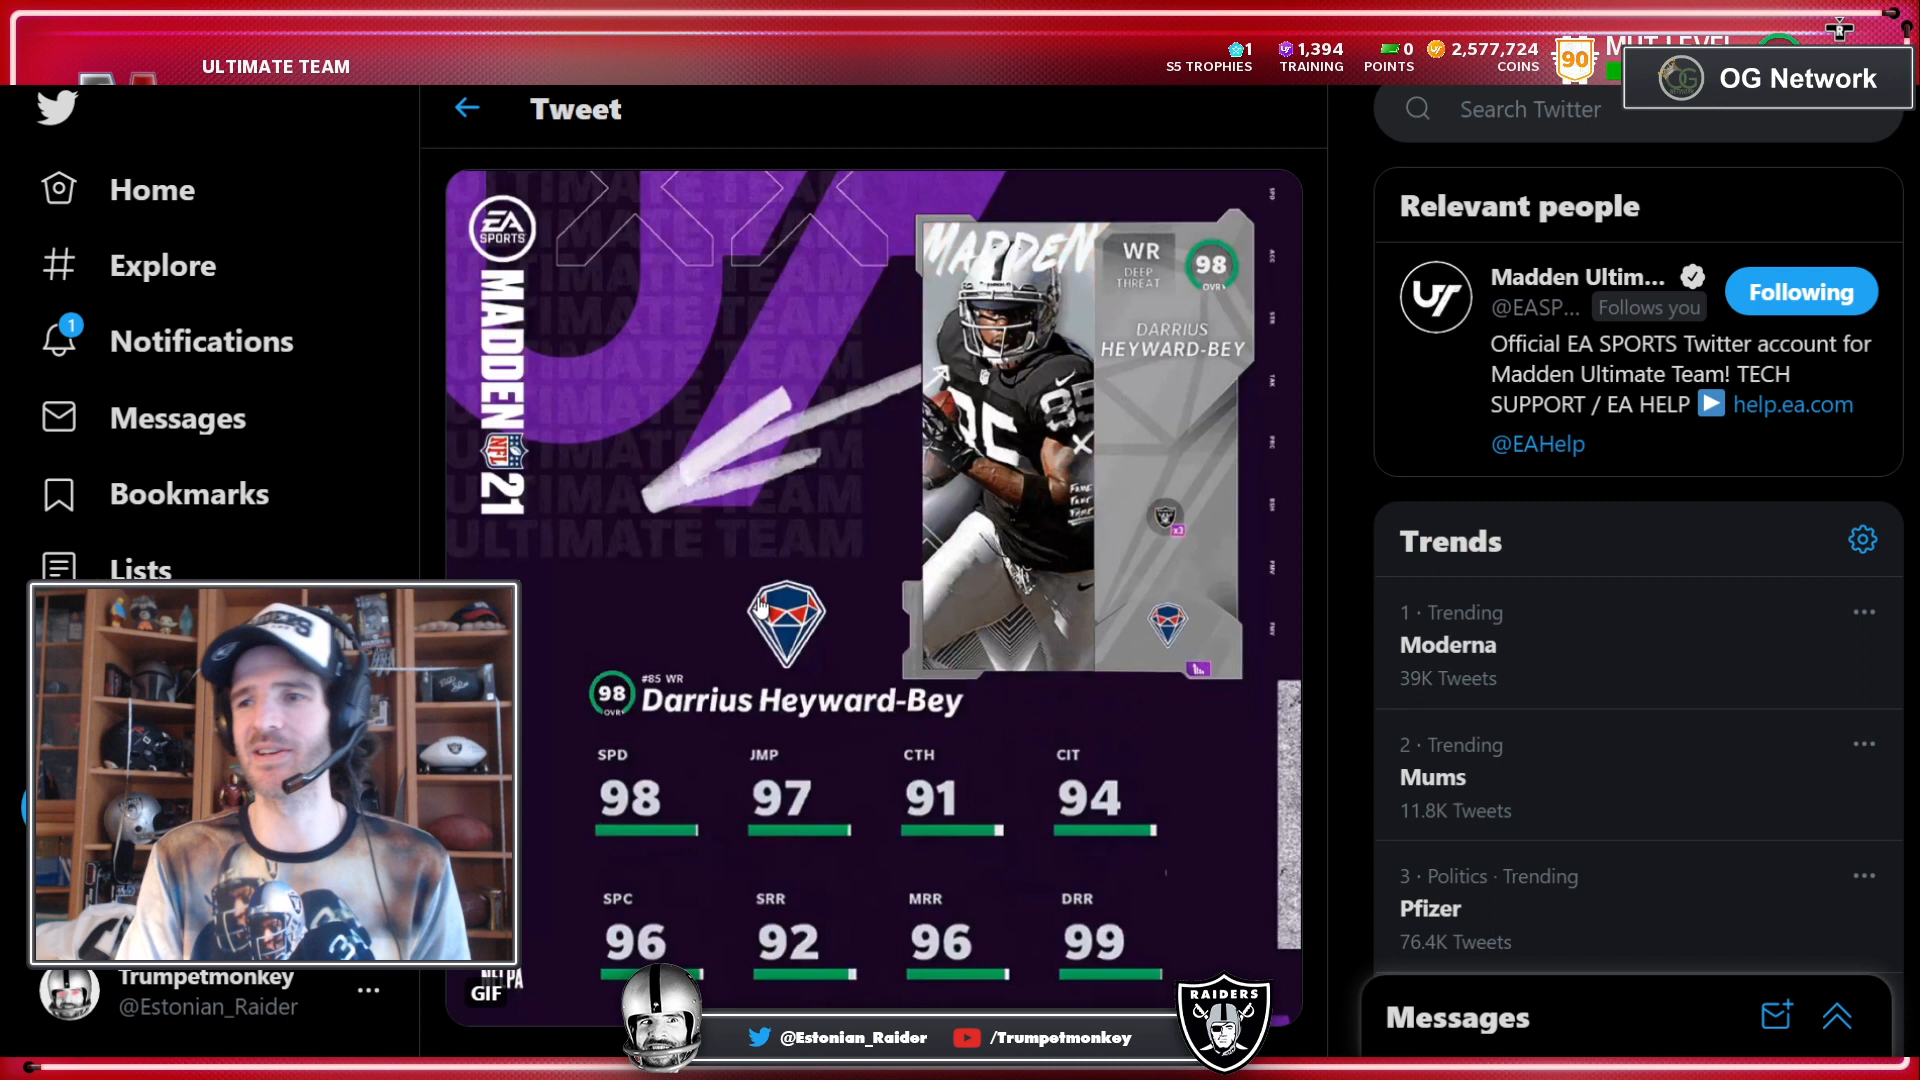 ULTIMATE TEAM
1
S5 TROPHIES
1,394
TRAINING
0
POINTS
2,577,724
COINS
90
MUT LEVEL
OG Network
Tweet
Search Twitter
Home
Explore
1
Notifications
Messages
Bookmarks
Lists
EA
SPORTS
MADDEN NFL 21
MADDEN
WR
DEEP
THREAT
98
OVR
DARRIUS
HEYWARD-BEY
85
x3
98
OVR
#85 WR
Darrius Heyward-Bey
SPD
JMP
CTH
CIT
98
97
91
94
SPC
SRR
MRR
DRR
96
92
96
99
GIF
NFLPA
Relevant people
Madden Ultim...
@EASP...
Follows you
Following
Official EA SPORTS Twitter account for
Madden Ultimate Team! TECH
SUPPORT / EA HELP help.ea.com
@EAHelp
Trends
1 · Trending
Moderna
39K Tweets
2 · Trending
Mums
11.8K Tweets
3 · Politics · Trending
Pfizer
76.4K Tweets
Messages
Trumpetmonkey
@Estonian_Raider
@Estonian_Raider
/Trumpetmonkey
RAIDERS